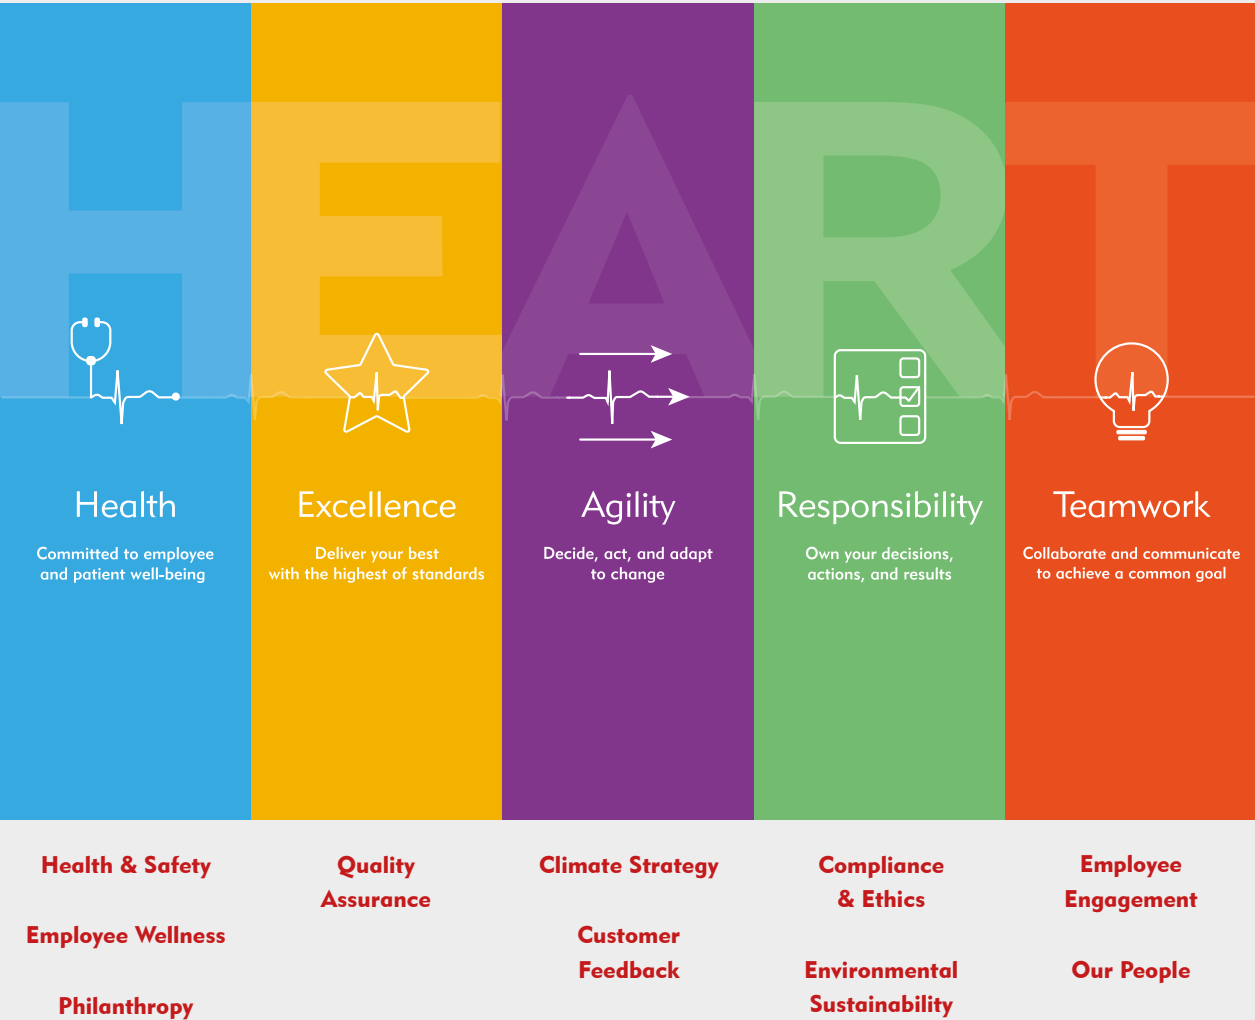 HEART
Health
Committed to employee
and patient well-being
Excellence
Deliver your best
with the highest of standards
Agility
Decide, act, and adapt
to change
Responsibility
Own your decisions,
actions, and results
Teamwork
Collaborate and communicate
to achieve a common goal
Health & Safety
Employee Wellness
Philanthropy
Quality
Assurance
Climate Strategy
Customer
Feedback
Compliance
& Ethics
Environmental
Sustainability
Employee
Engagement
Our People